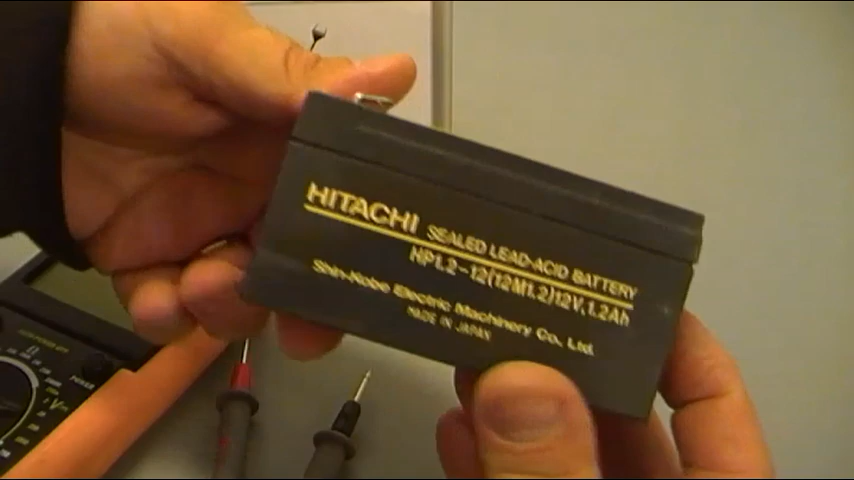 HITACHI
SEALED LEAD-ACID BATTERY
HP1.2-12(12M1.2)12V,1.2Ah
Shin-Kobe Electric Machinery Co., Ltd.
MADE IN JAPAN
POWER